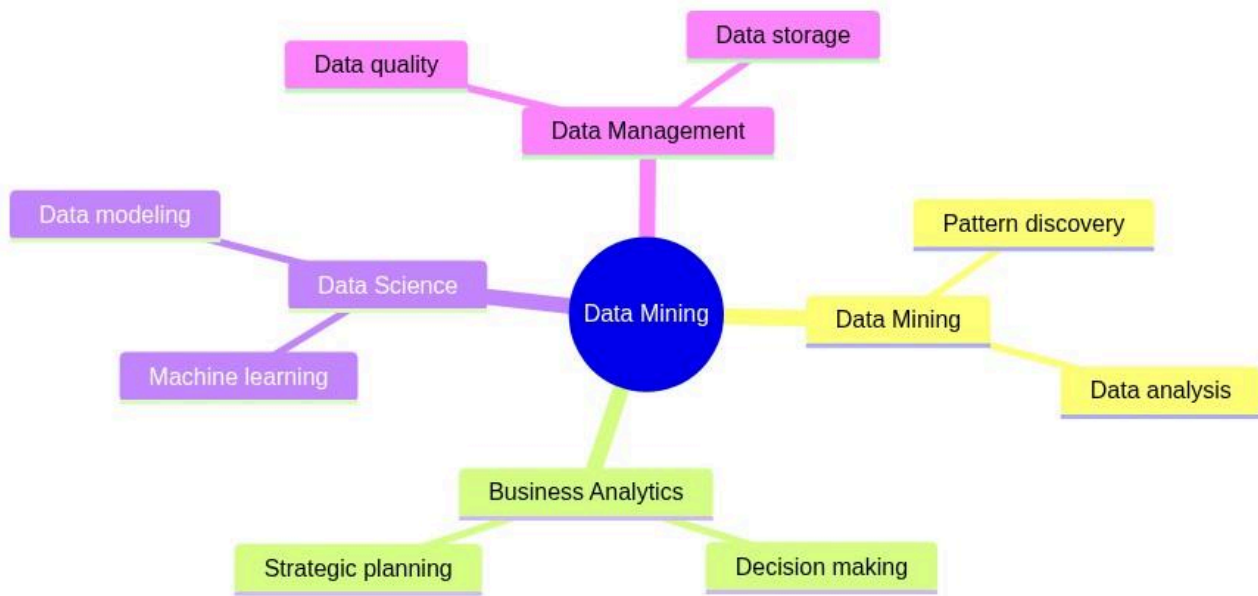 Data storage
Data quality
Data Management
Data modeling
Pattern discovery
Data Science
Data Mining
Data Mining
Machine learning
Data analysis
Business Analytics
Strategic planning
Decision making